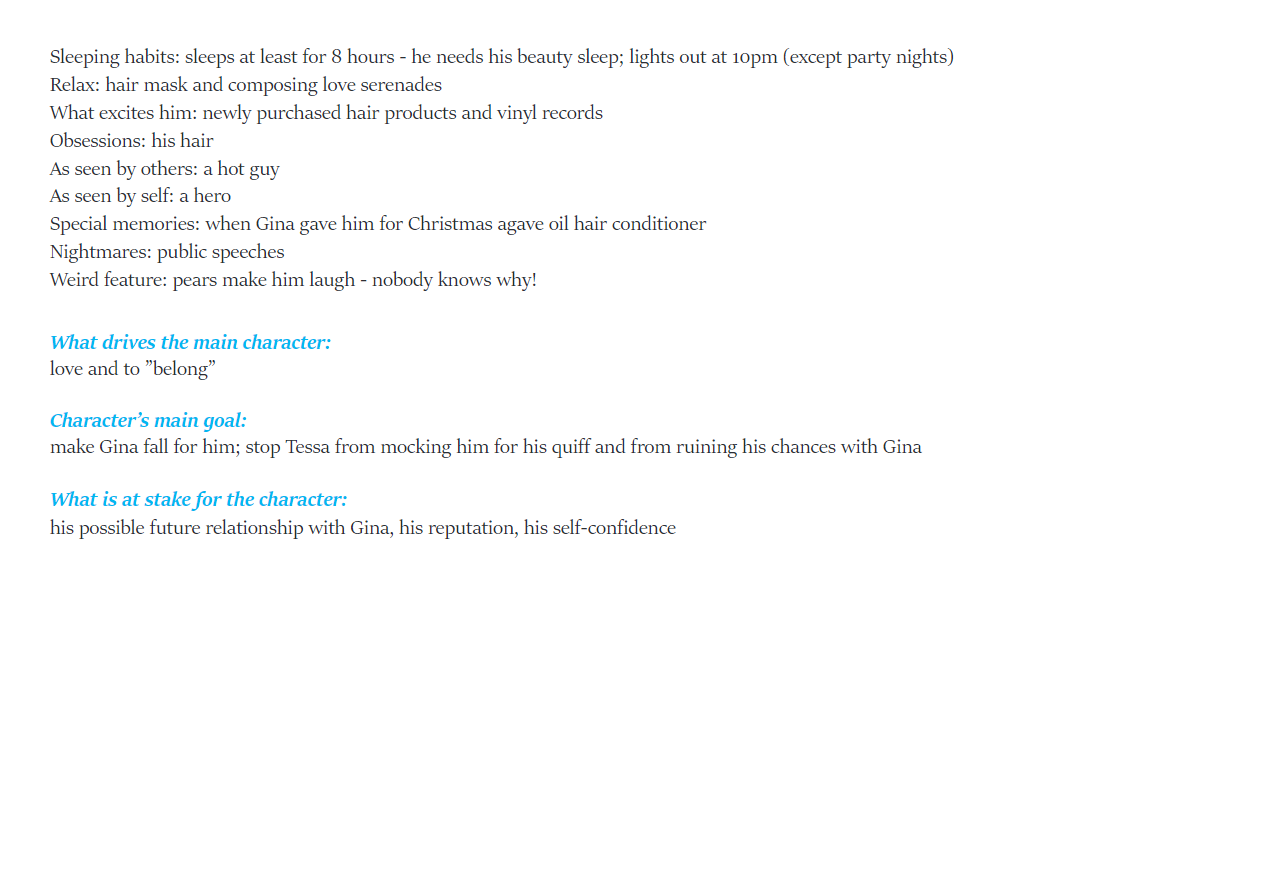 Sleeping habits: sleeps at least for 8 hours - he needs his beauty sleep; lights out at 10pm (except party nights)
Relax: hair mask and composing love serenades
What excites him: newly purchased hair products and vinyl records
Obsessions: his hair
As seen by others: a hot guy
As seen by self: a hero
Special memories: when Gina gave him for Christmas agave oil hair conditioner
Nightmares: public speeches
Weird feature: pears make him laugh - nobody knows why!
What drives the main character:
love and to ”belong”
Character’s main goal:
make Gina fall for him; stop Tessa from mocking him for his quiff and from ruining his chances with Gina
What is at stake for the character:
his possible future relationship with Gina, his reputation, his self-confidence